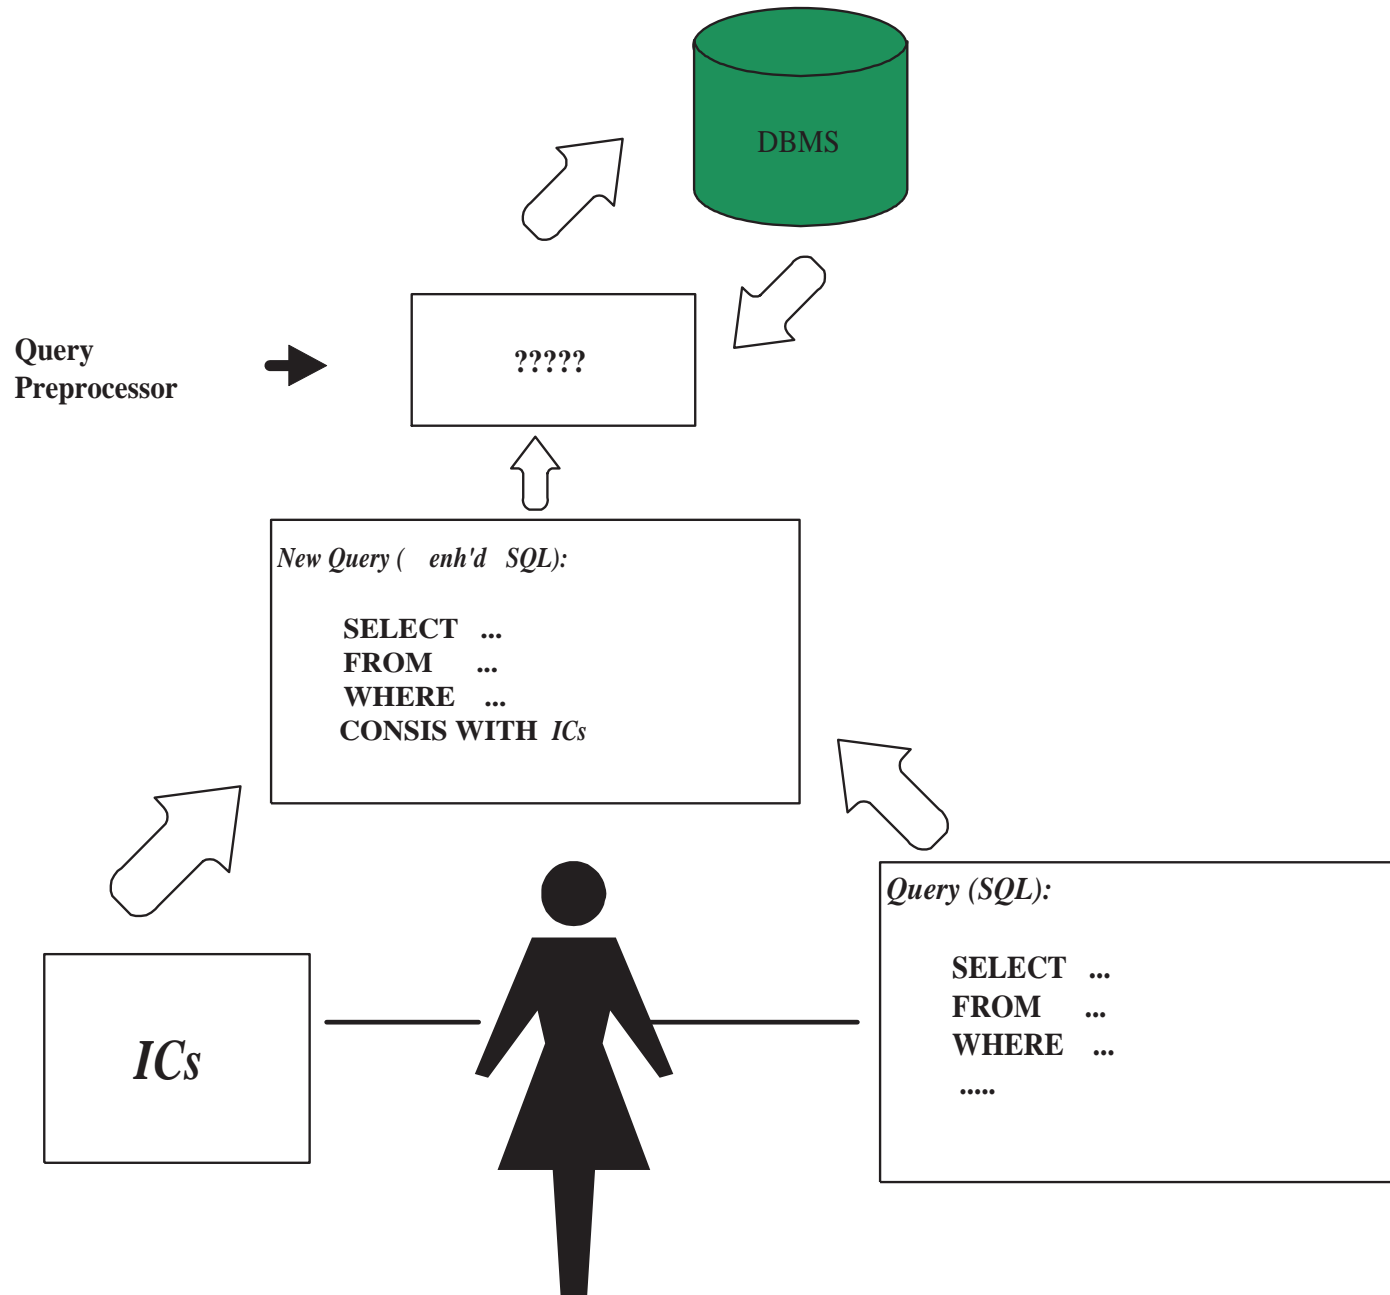 DBMS
Query
Preprocessor
?????
New Query ( enh'd SQL):
SELECT ...
FROM ...
WHERE ...
CONSIS WITH ICs
Query (SQL):
SELECT ...
FROM ...
WHERE ...
.....
ICs